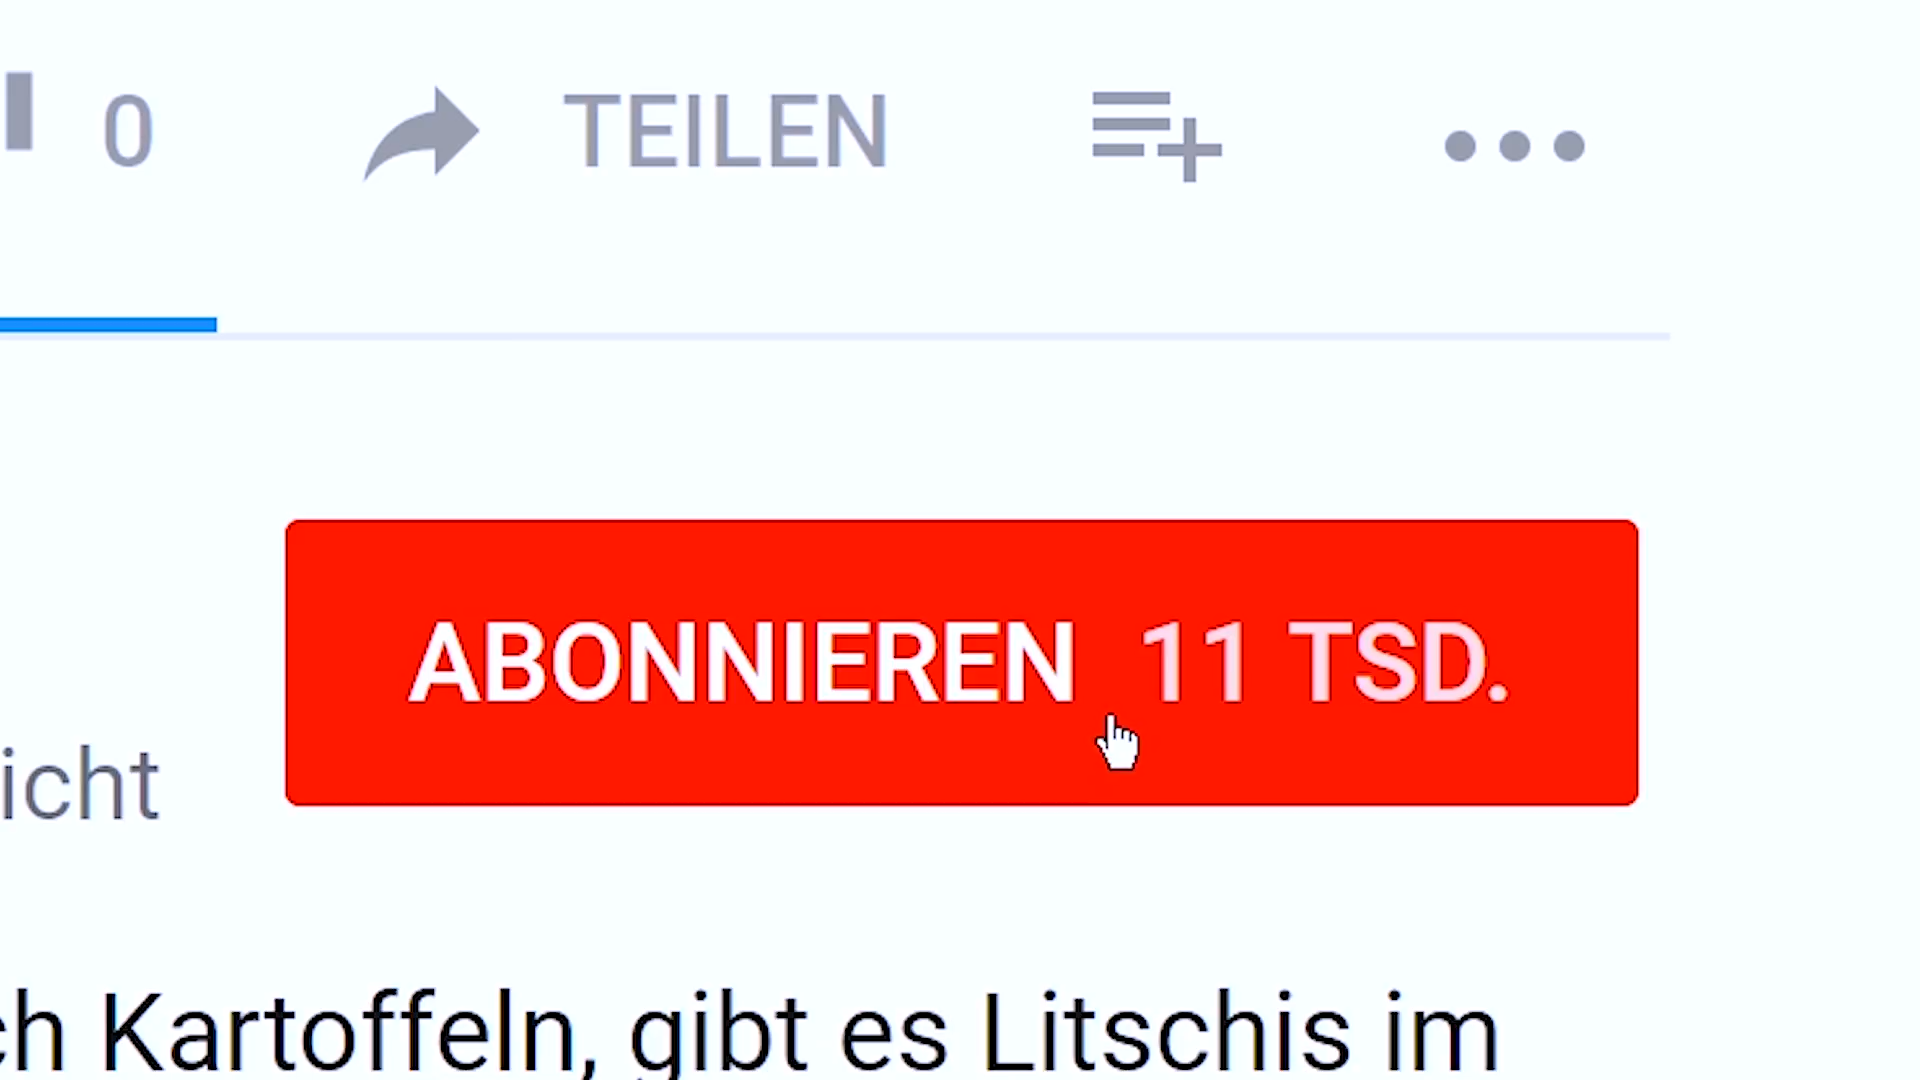 0 TEILEN
ABONNIEREN 11 TSD.
icht
ch Kartoffeln, gibt es Litschis im